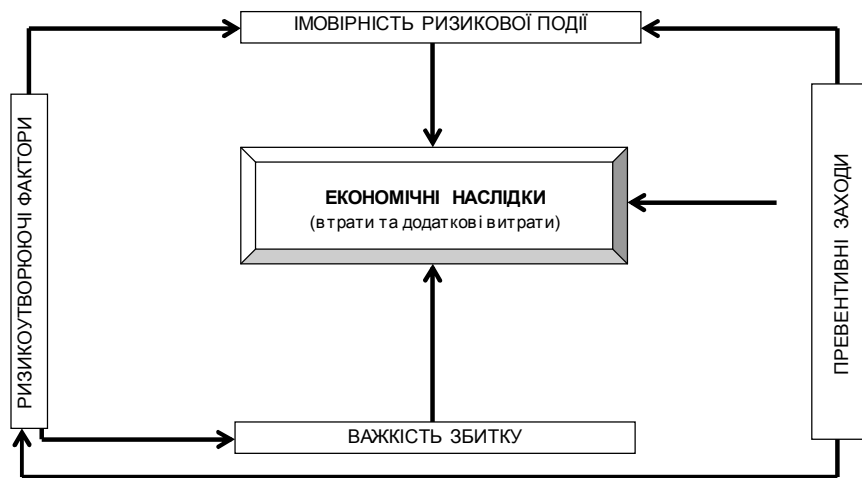 ІМОВІРНІСТЬ РИЗИКОВОЇ ПОДІЇ
РИЗИКОУТВОРЮЮЧІ ФАКТОРИ
ЕКОНОМІЧНІ НАСЛІДКИ
(втрати та додаткові витрати)
ПРЕВЕНТИВНІ ЗАХОДИ
ВАЖКІСТЬ ЗБИТКУ